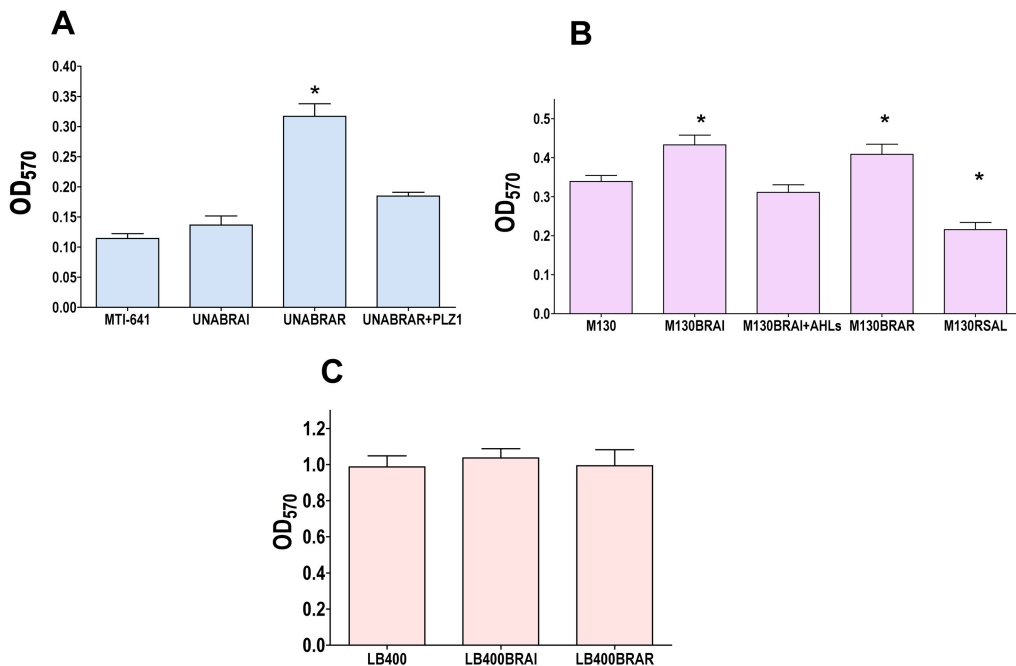 A
OD570
0.40
0.35
0.30
0.25
0.20
0.15
0.10
0.05
0.00
*
MTI-641 UNABRAI UNABRAR UNABRAR+PLZ1
B
OD570
0.5
0.4
0.3
0.2
0.1
0.0
* * *
M130 M130BRAI M130BRAI+AHLs M130BRAR M130RSAL
C
OD570
1.2
1.0
0.8
0.6
0.4
0.2
0.0
LB400 LB400BRAI LB400BRAR